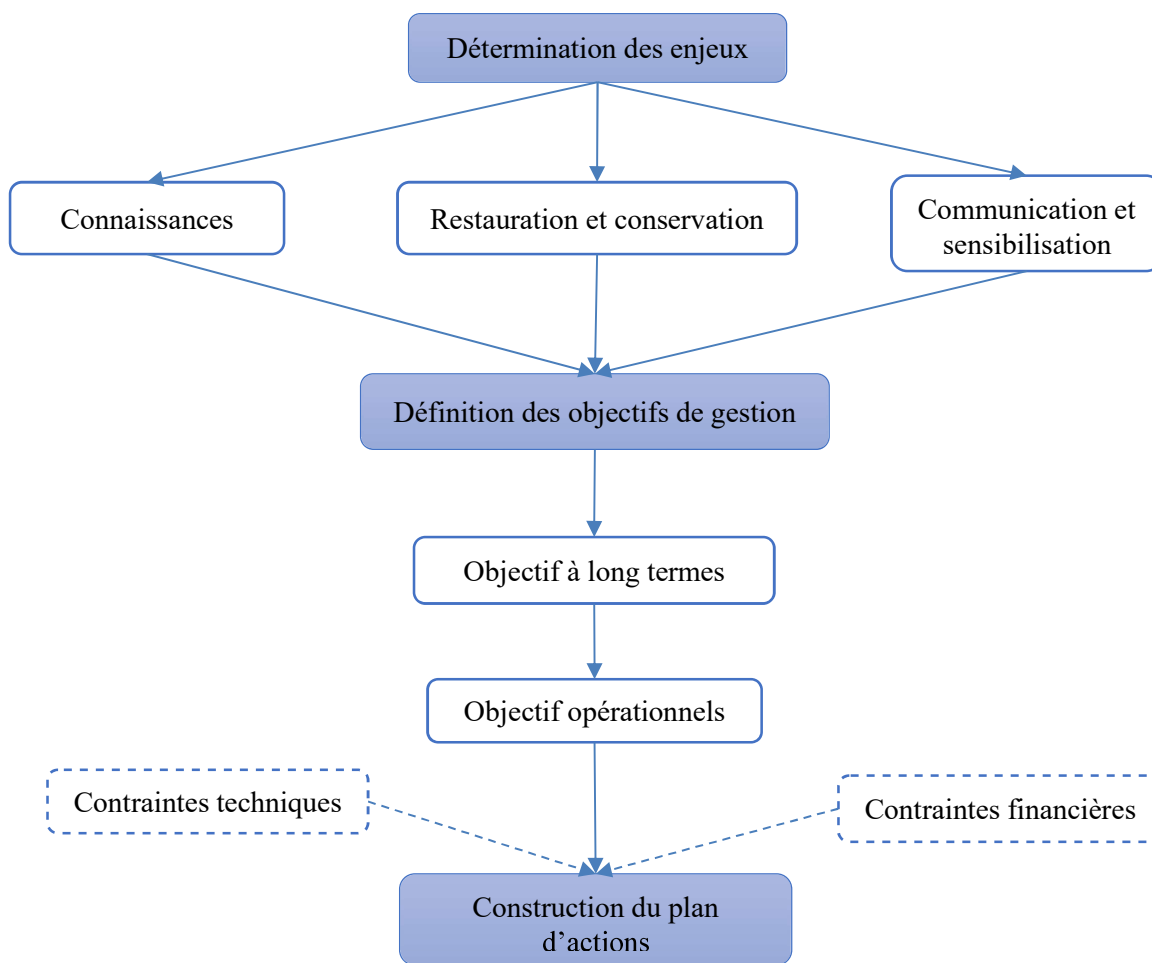 Détermination des enjeux
Connaissances
Restauration et conservation
Communication et
sensibilisation
Définition des objectifs de gestion
Objectif à long termes
Objectif opérationnels
Contraintes techniques
Contraintes financières
Construction du plan
d’actions